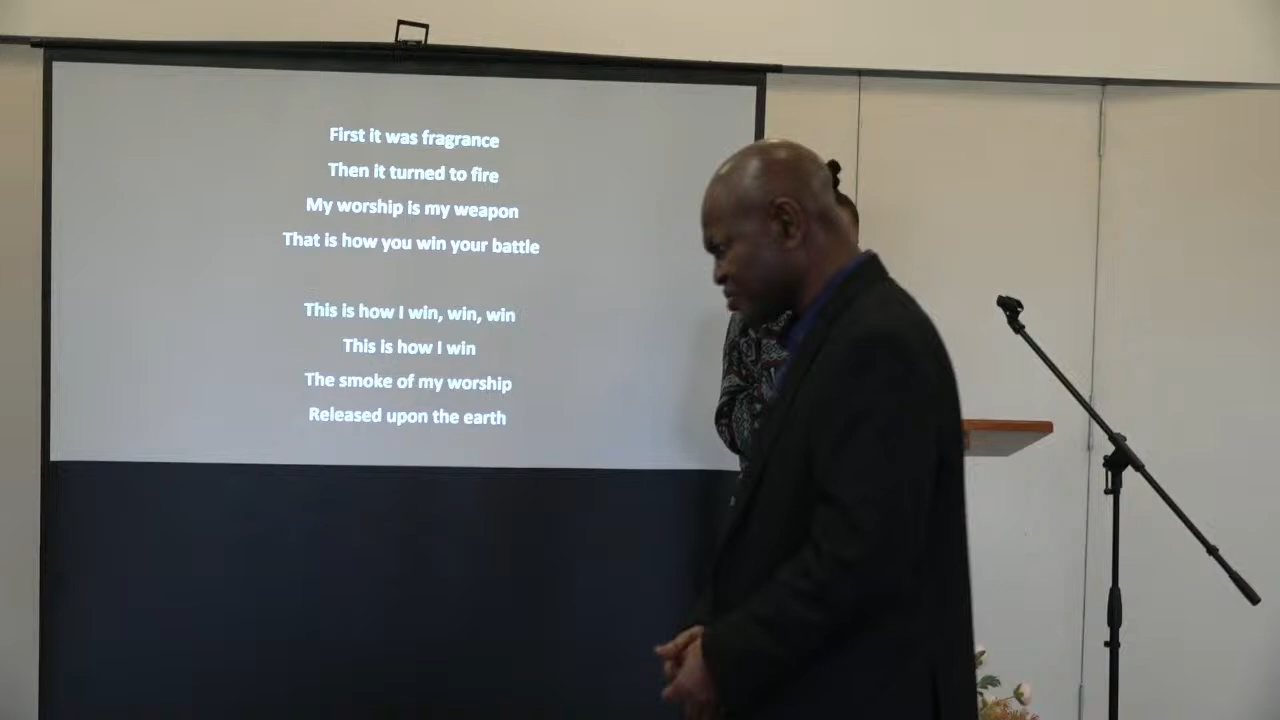 First it was fragrance
Then it turned to fire
My worship is my weapon
That is how you win your battle
This is how I win, win, win
This is how I win
The smoke of my worship
Released upon the earth